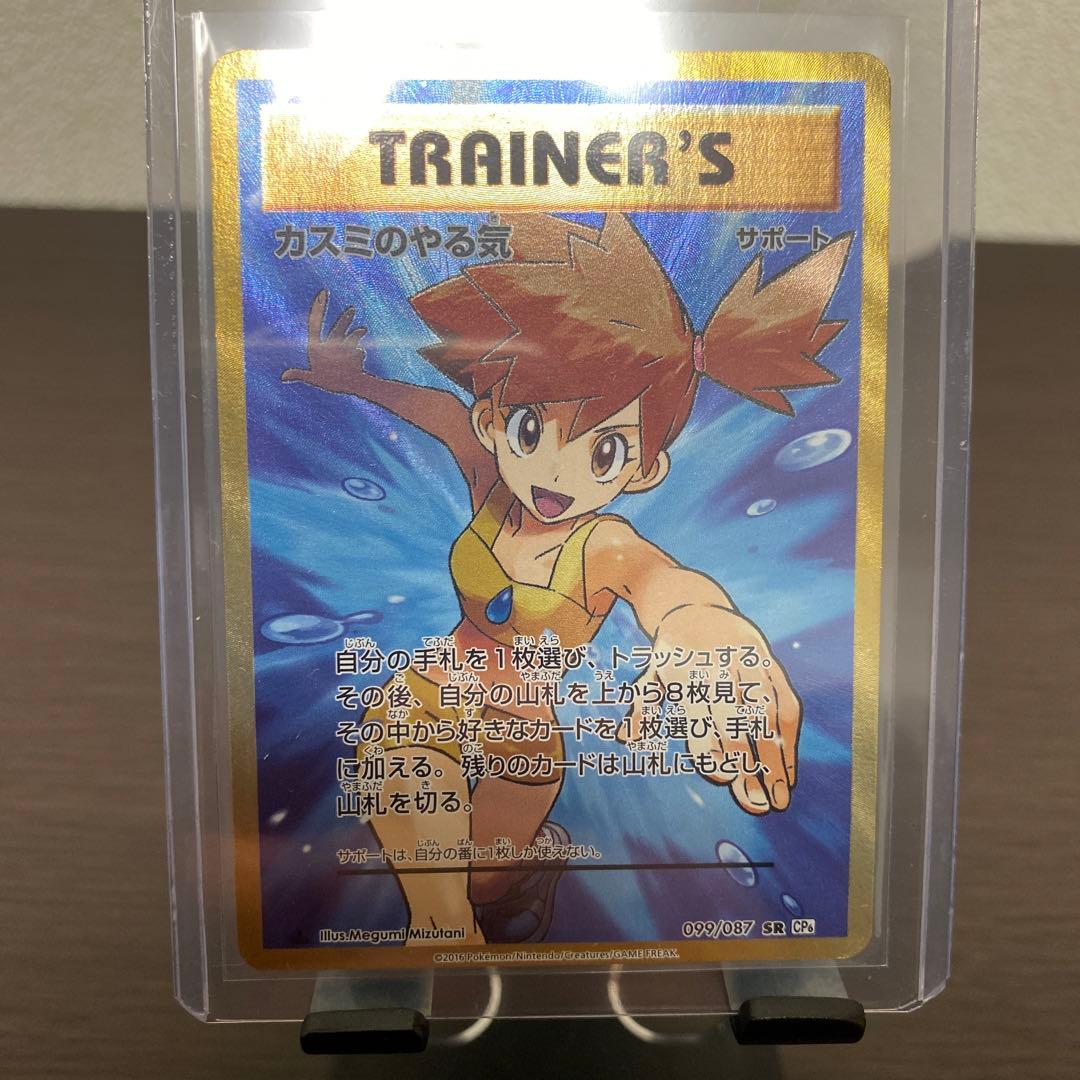 TRAINER'S
カスミのやる気 サポート
自分の手札を1枚選び、トラッシュする。
その後、自分の山札を上から8枚見て、
その中から好きなカードを1枚選び、手札
に加える。残りのカードは山札にもどし、
山札を切る。
サポートは、自分の番に1枚しか使えない。
Illus.Megumi Mizutani 099/087 SR CP6
©2016 Pokémon/Nintendo/Creatures/GAME FREAK.